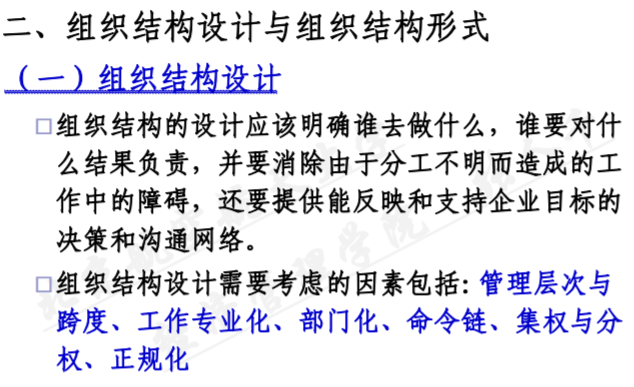 二、组织结构设计与组织结构形式
（一）组织结构设计
□组织结构的设计应该明确谁去做什么，谁要对什
么结果负责，并要消除由于分工不明而造成的工
作中的障碍，还要提供能反映和支持企业目标的
决策和沟通网络。
□组织结构设计需要考虑的因素包括: 管理层次与
跨度、工作专业化、部门化、命令链、集权与分
权、正规化